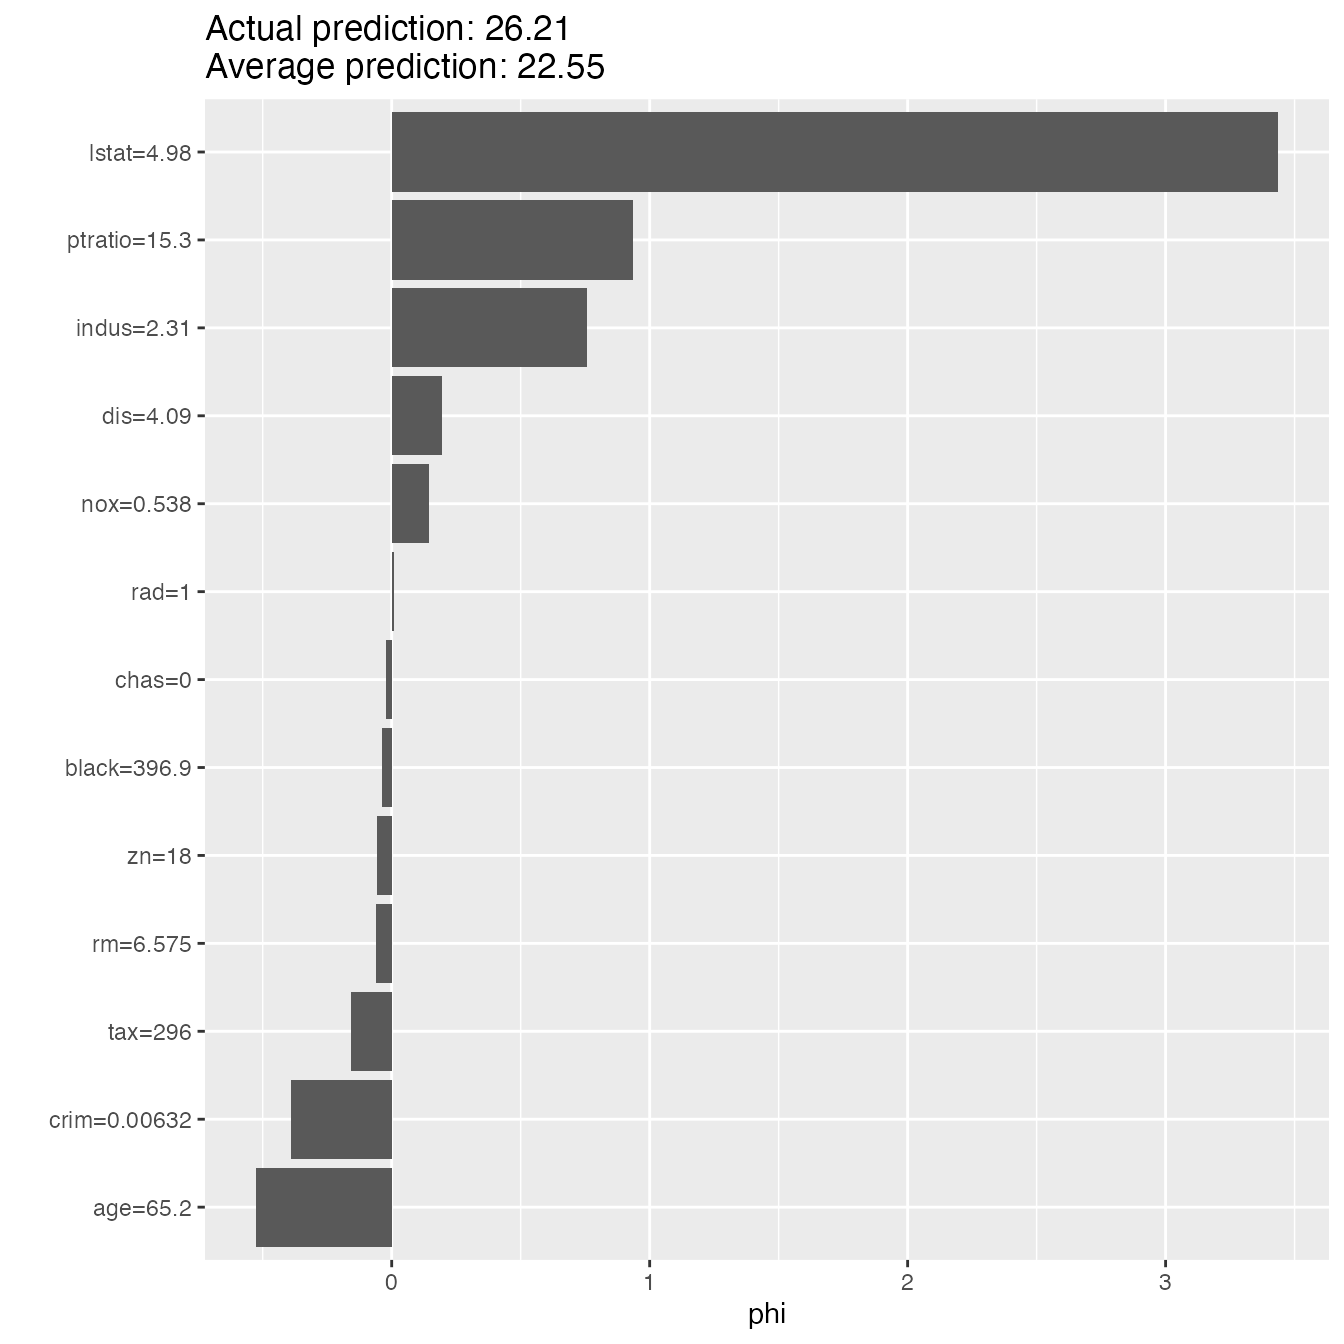 Actual prediction: 26.21
Average prediction: 22.55
lstat=4.98
ptratio=15.3
indus=2.31
dis=4.09
nox=0.538
rad=1
chas=0
black=396.9
zn=18
rm=6.575
tax=296
crim=0.00632
age=65.2
0 1 2 3
phi